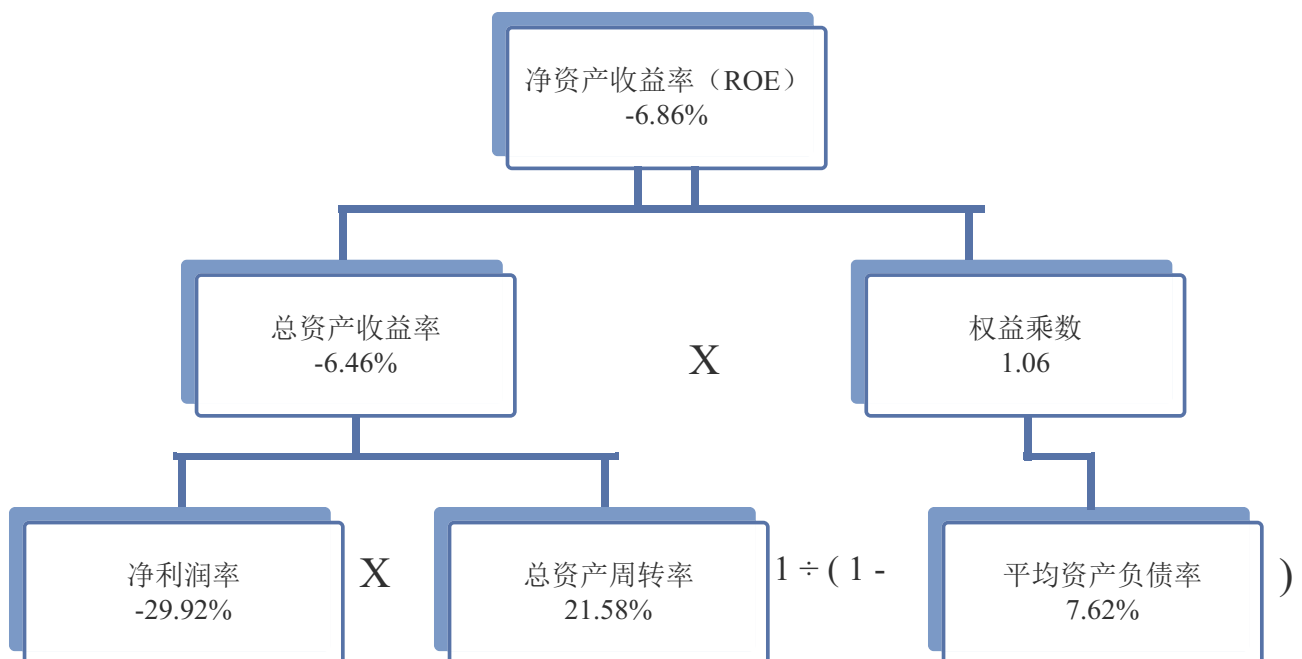 净资产收益率（ROE）
-6.86%
总资产收益率
-6.46%
X
权益乘数
1.06
净利润率
-29.92%
X
总资产周转率
21.58%
1 ÷ ( 1 -
平均资产负债率
7.62%
)